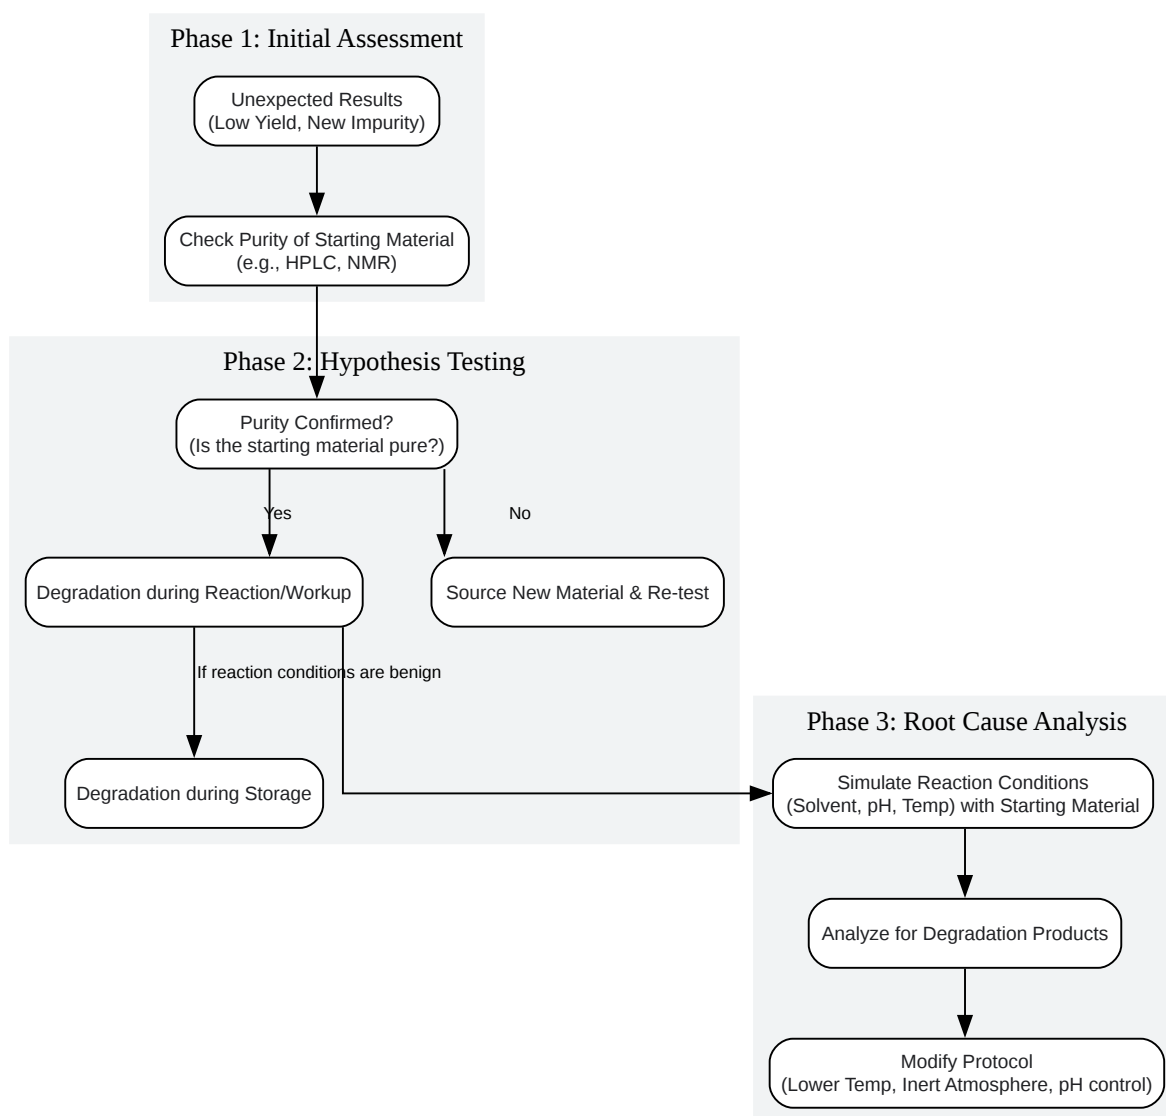 Phase 1: Initial Assessment
Unexpected Results
(Low Yield, New Impurity)
Check Purity of Starting Material
(e.g., HPLC, NMR)
Phase 2: Hypothesis Testing
Purity Confirmed?
(Is the starting material pure?)
Yes
No
Degradation during Reaction/Workup
Source New Material & Re-test
If reaction conditions are benign
Degradation during Storage
Phase 3: Root Cause Analysis
Simulate Reaction Conditions
(Solvent, pH, Temp) with Starting Material
Analyze for Degradation Products
Modify Protocol
(Lower Temp, Inert Atmosphere, pH control)